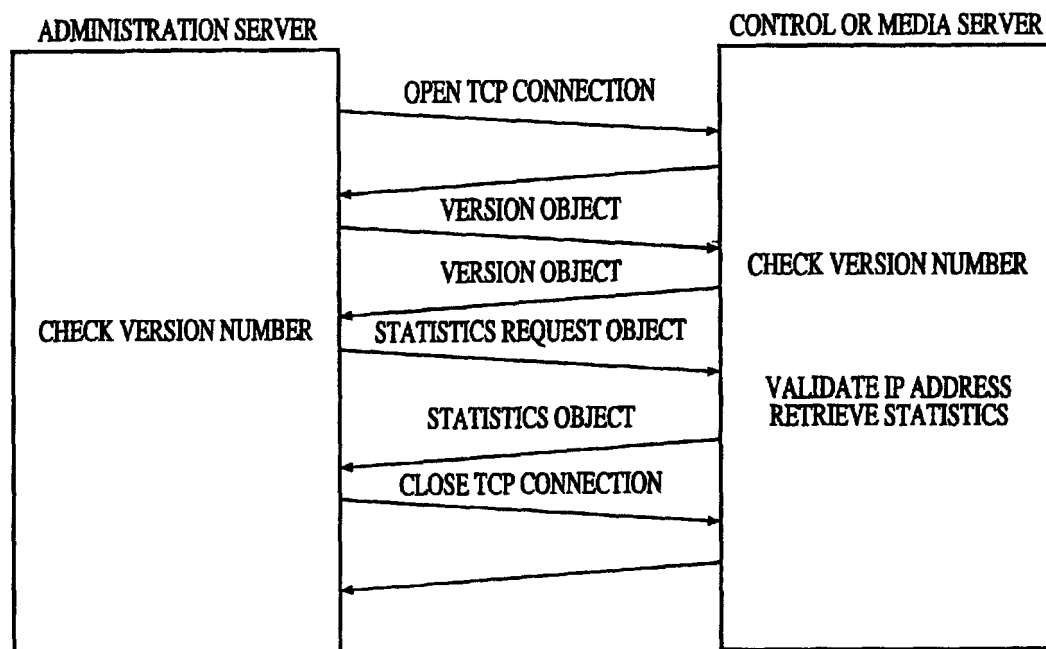 ADMINISTRATION SERVER
CONTROL OR MEDIA SERVER
OPEN TCP CONNECTION
VERSION OBJECT
VERSION OBJECT
CHECK VERSION NUMBER
CHECK VERSION NUMBER
STATISTICS REQUEST OBJECT
VALIDATE IP ADDRESS
RETRIEVE STATISTICS
STATISTICS OBJECT
CLOSE TCP CONNECTION